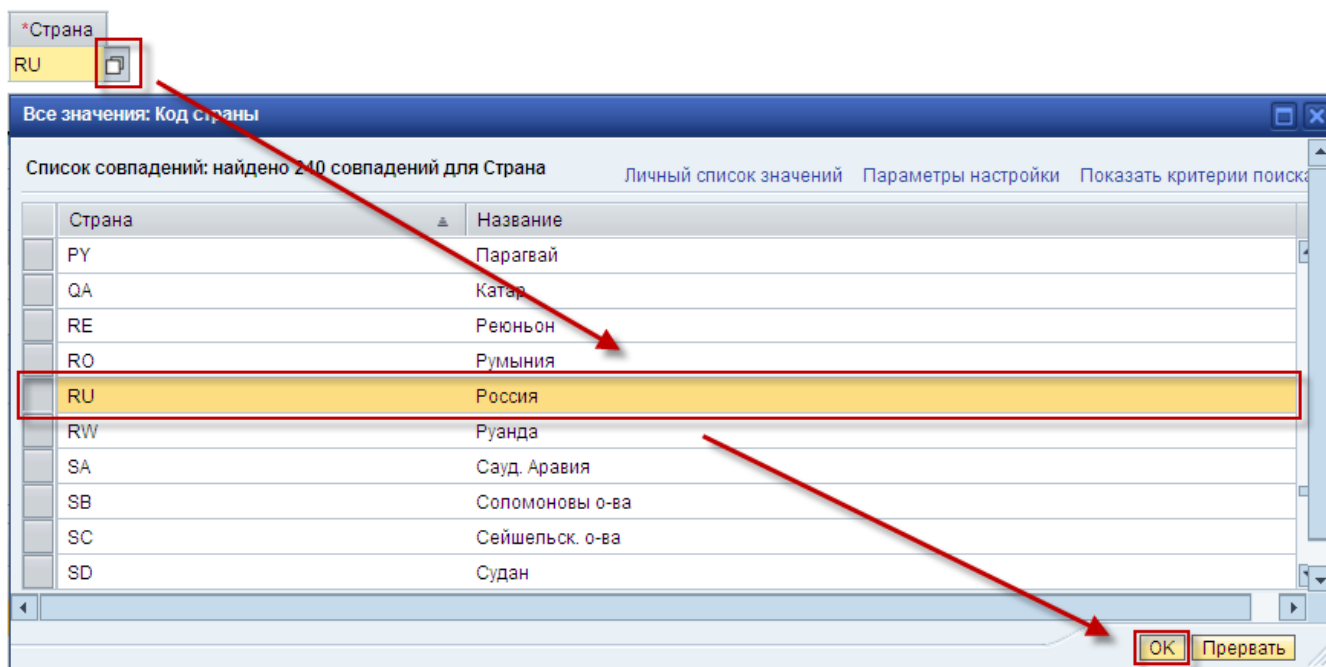 *Страна
RU
Все значения: Код страны
Список совпадений: найдено 240 совпадений для Страна Личный список значений Параметры настройки Показать критерии поиска
Страна Название
PY Парагвай
QA Катар
RE Реюньон
RO Румыния
RU Россия
RW Руанда
SA Сауд. Аравия
SB Соломоновы о-ва
SC Сейшельск. о-ва
SD Судан
OK Прервать